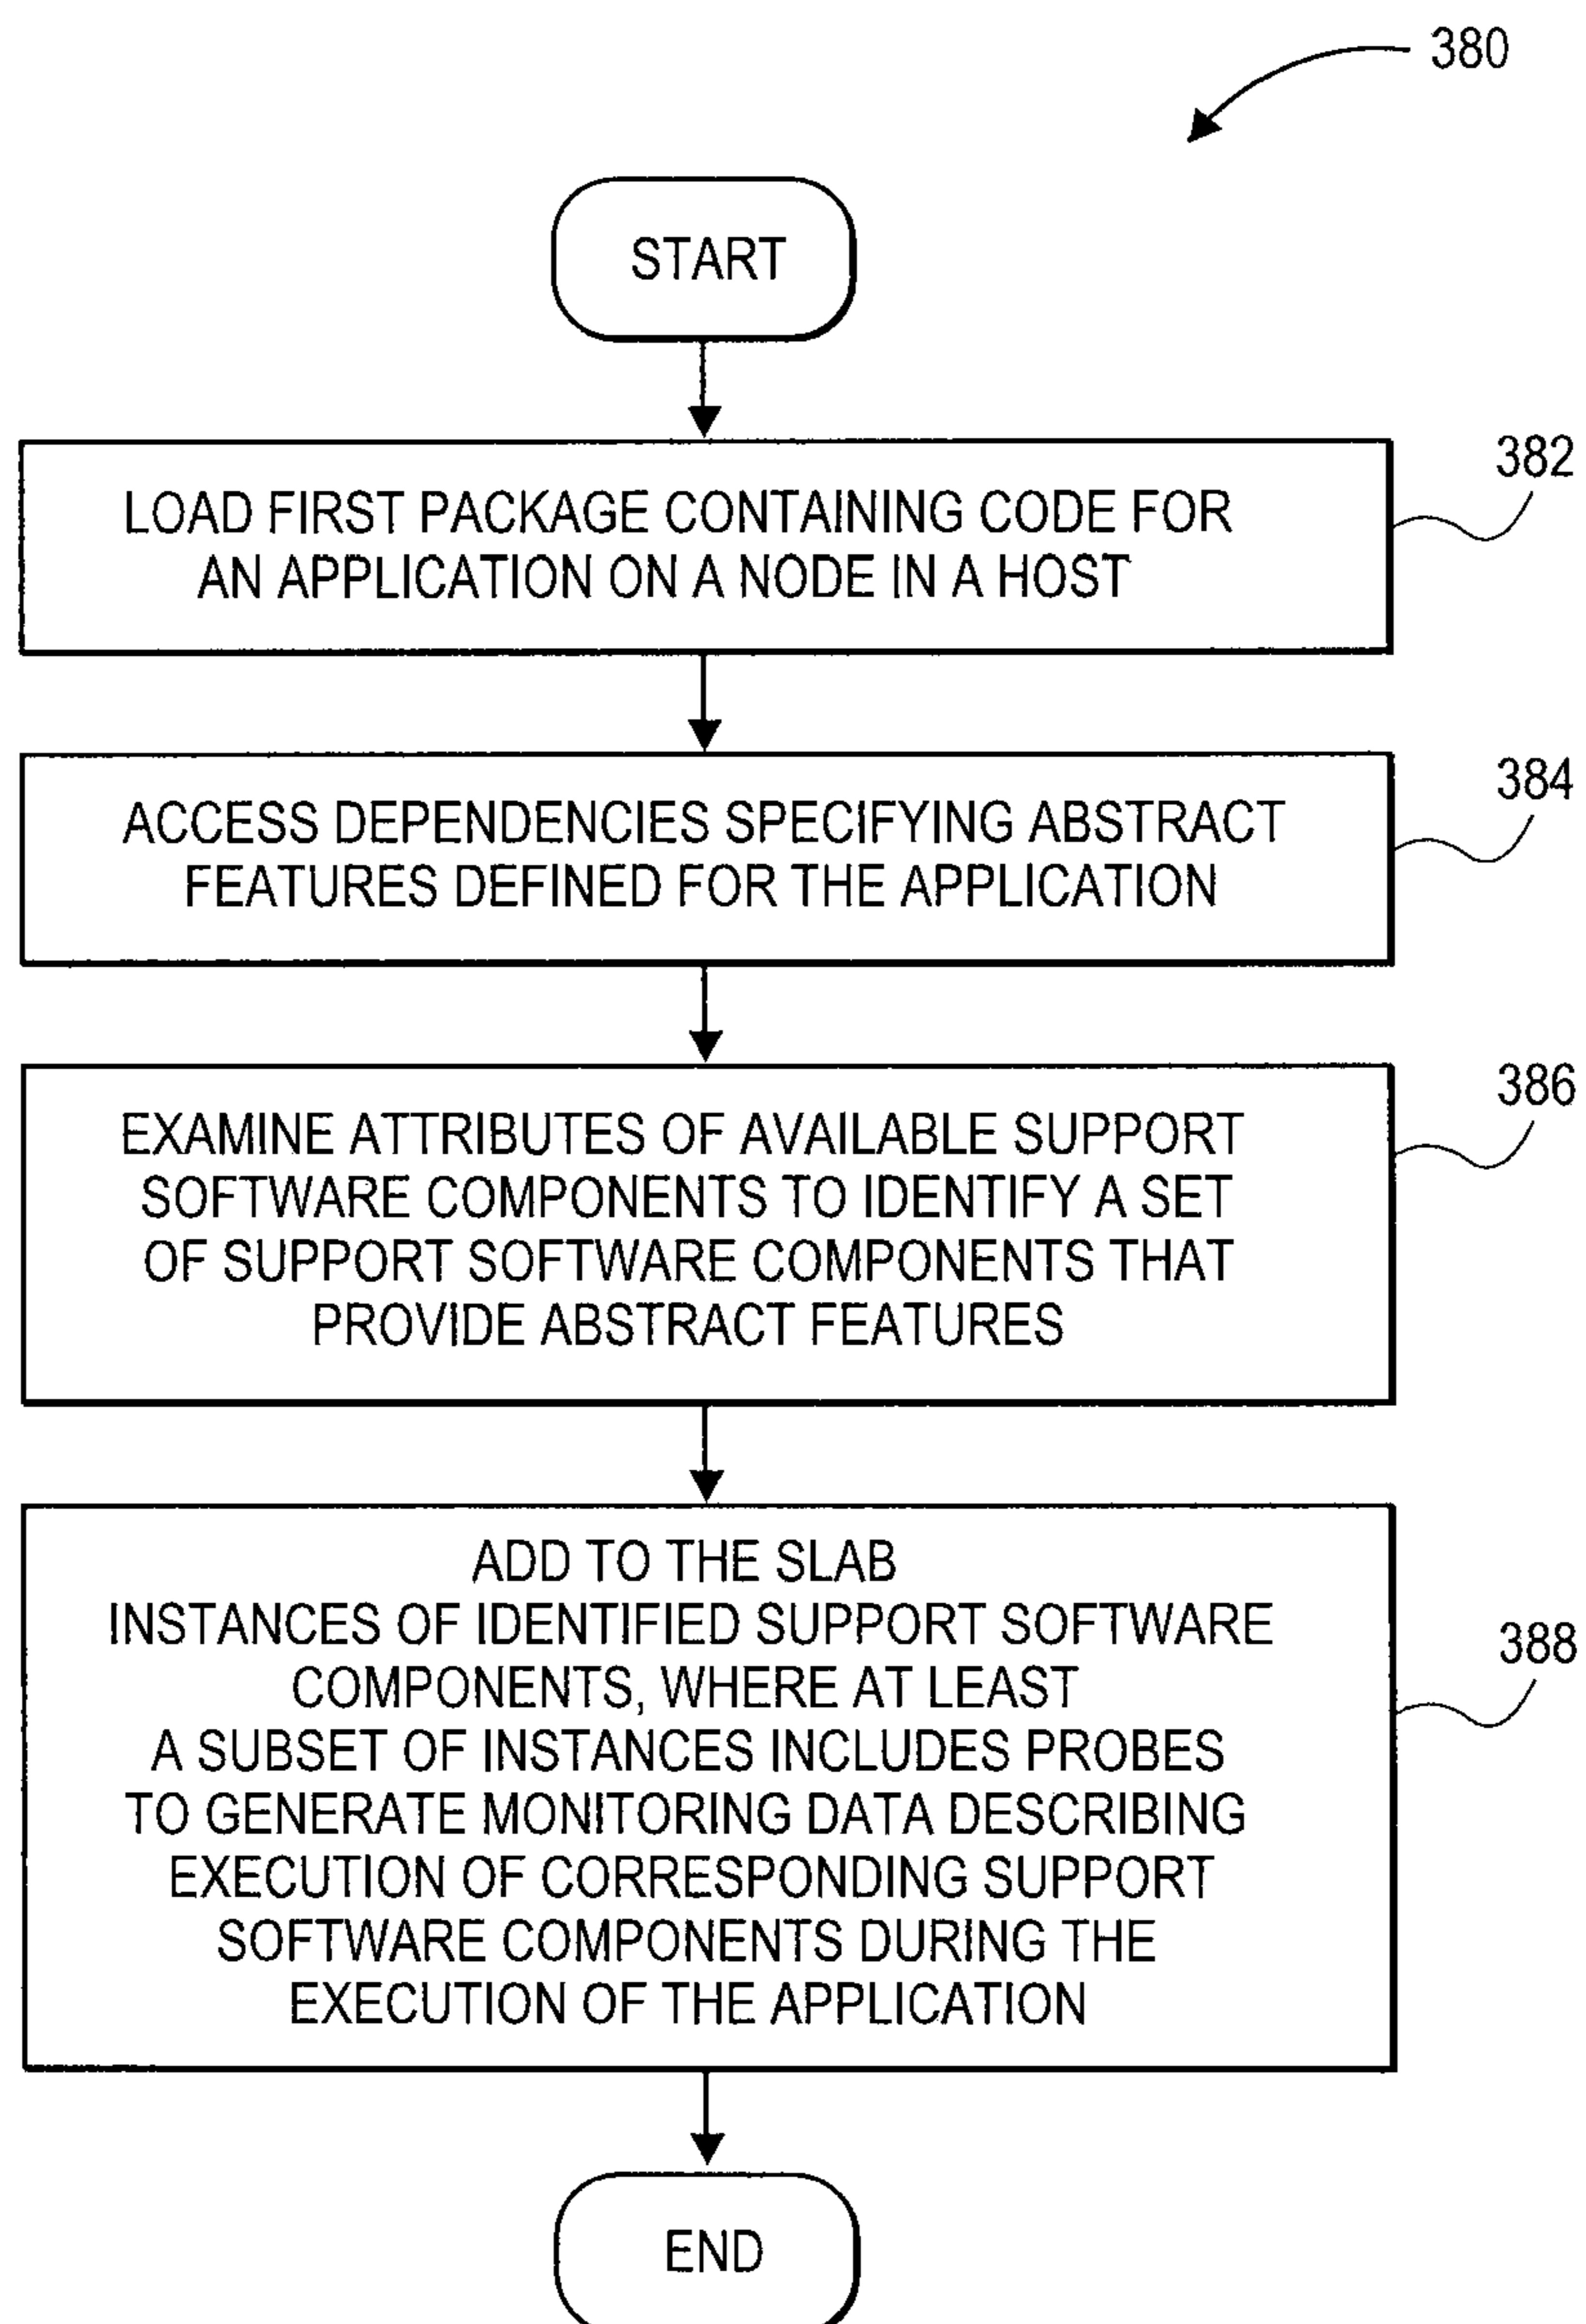 380
START
382
LOAD FIRST PACKAGE CONTAINING CODE FOR
AN APPLICATION ON A NODE IN A HOST
384
ACCESS DEPENDENCIES SPECIFYING ABSTRACT
FEATURES DEFINED FOR THE APPLICATION
386
EXAMINE ATTRIBUTES OF AVAILABLE SUPPORT
SOFTWARE COMPONENTS TO IDENTIFY A SET
OF SUPPORT SOFTWARE COMPONENTS THAT
PROVIDE ABSTRACT FEATURES
388
ADD TO THE SLAB
INSTANCES OF IDENTIFIED SUPPORT SOFTWARE
COMPONENTS, WHERE AT LEAST
A SUBSET OF INSTANCES INCLUDES PROBES
TO GENERATE MONITORING DATA DESCRIBING
EXECUTION OF CORRESPONDING SUPPORT
SOFTWARE COMPONENTS DURING THE
EXECUTION OF THE APPLICATION
END